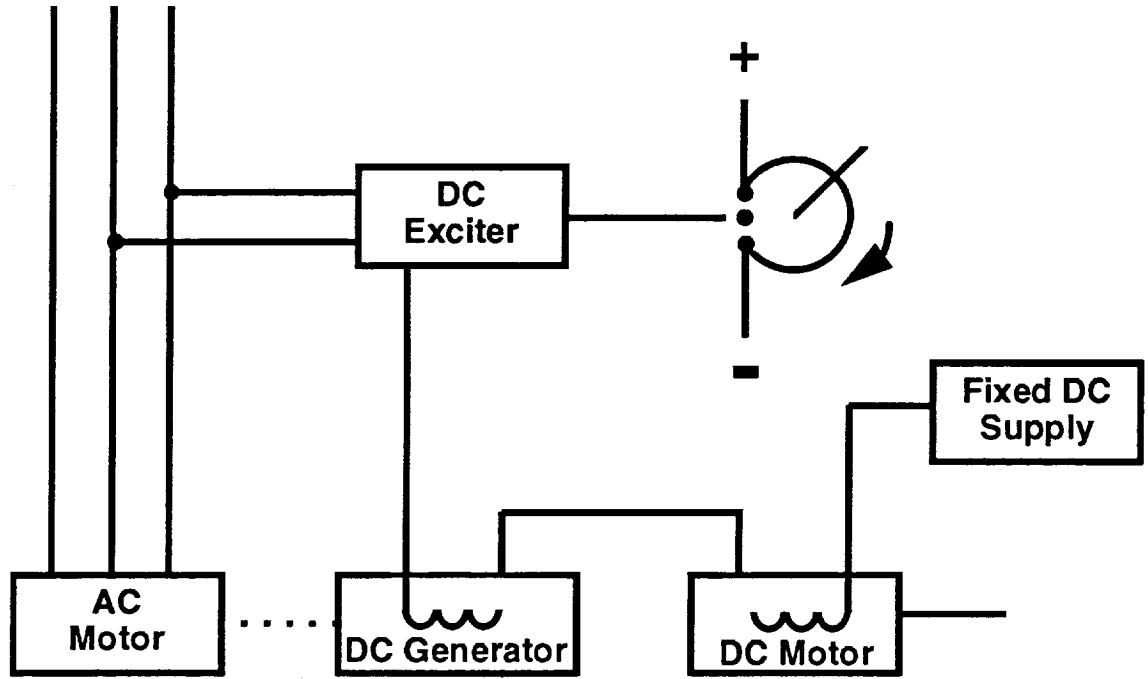 +
DC
Exciter
-
Fixed DC
Supply
AC
Motor
DC Generator
DC Motor